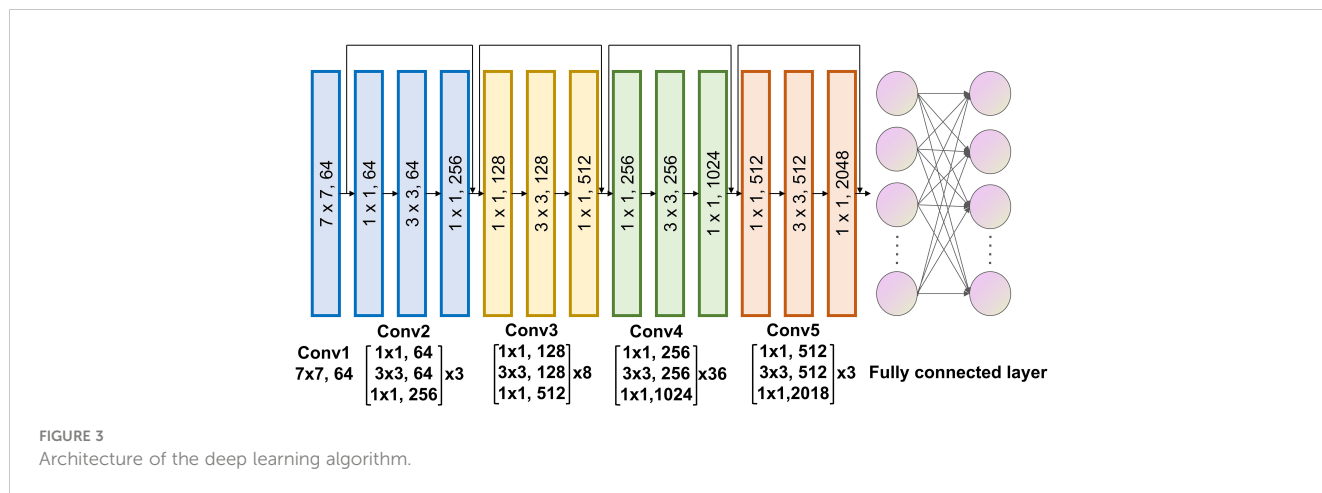 7 x 7, 64
1 x 1, 64
3 x 3, 64
1 x 1, 256
1 x 1, 128
3 x 3, 128
1 x 1, 512
1 x 1, 256
3 x 3, 256
1 x 1, 1024
1 x 1, 512
3 x 3, 512
1 x 1, 2048
Conv1
7x7, 64
Conv2
1x1, 64
3x3, 64
1x1, 256
x3
Conv3
1x1, 128
3x3, 128
1x1, 512
x8
Conv4
1x1, 256
3x3, 256
1x1,1024
x36
Conv5
1x1, 512
3x3, 512
1x1,2018
x3
Fully connected layer
FIGURE 3
Architecture of the deep learning algorithm.